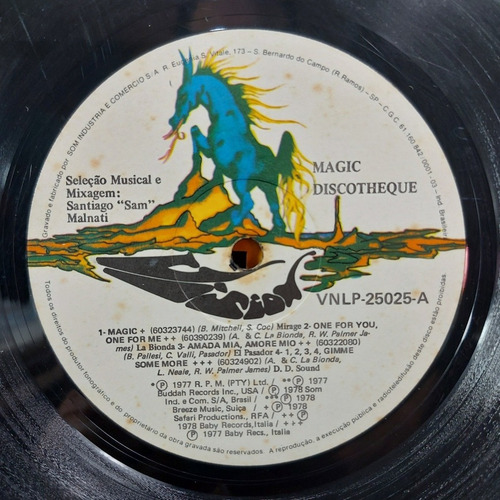 Gravado e fabricado por SOM INDUSTRIA E COMERCIO S/A R. Eugênia S. Vitale, 173 - S. Bernardo do Campo (R. Ramos) - SP - C.G.C. 61.160.842/0001-03 - Ind. Brasileira
Seleção Musical e
Mixagem:
Santiago "Sam"
Malnati
MAGIC
DISCOTHEQUE
VNLP-25025-A
1- MAGIC + (60323744) (B. Mitchell, S. Coc) Mirage 2- ONE FOR YOU,
ONE FOR ME + + (60390239) (A. & C. La Bionda, R. W. Palmer Ja-
mes) La Bionda 3- AMADA MIA, AMORE MIO + + (60322080)
(B. Pallesi, C. Valli, Pasador) El Pasador 4- 1, 2, 3, 4, GIMME
SOME MORE + + + (60324902) (A. & C. La Bionda,
L. Neale, R. W. Palmer James) D. D. Sound
Ⓟ 1977 R. P. M. (PTY) Ltd. / Ⓟ 1977
Buddah Records Inc., USA / Ⓟ 1978 Som
Ind. e Com. S/A, Brasil / Ⓟ 1978
Breeze Music, Suiça / Ⓟ 1978
Safari Productions., RFA / + + Ⓟ
1978 Baby Records, Italia / + + +
Ⓟ 1977 Baby Recs., Italia
Todos os direitos do produtor fonográfico e do proprietário da obra gravada são reservados. A reprodução, a execução pública e radioteledifusão deste disco estão proibidas.